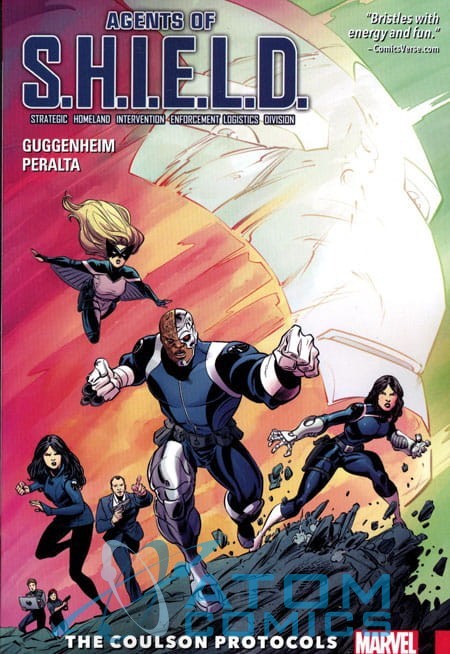 AGENTS OF
S.H.I.E.L.D.
STRATEGIC HOMELAND INTERVENTION ENFORCEMENT LOGISTICS DIVISION
GUGGENHEIM
PERALTA
"Bristles with
energy and fun."
– ComicsVerse.com
ATOM
COMICS
THE COULSON PROTOCOLS
MARVEL